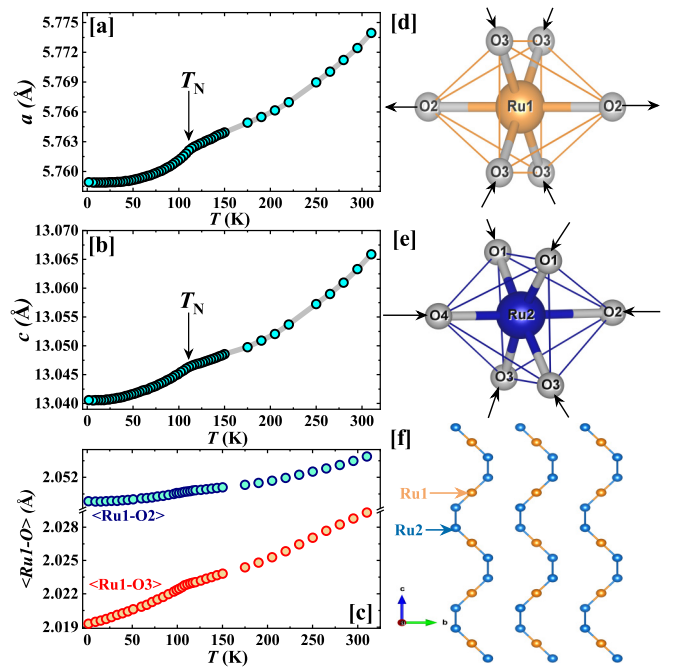 [a]
a (Å)
5.775
5.772
5.769
5.766
5.763
5.760
T_N
0 50 100 150 200 250 300
T (K)
[b]
c (Å)
13.070
13.065
13.060
13.055
13.050
13.045
13.040
T_N
0 50 100 150 200 250 300
T (K)
[c]
<Ru1-O> (Å)
2.052
2.028
2.025
2.022
2.019
<Ru1-O2>
<Ru1-O3>
0 50 100 150 200 250 300
T (K)
[d]
O3 O3
O2 Ru1 O2
O3 O3
[e]
O1 O1
O4 Ru2 O2
O3 O3
[f]
Ru1
Ru2
c
b